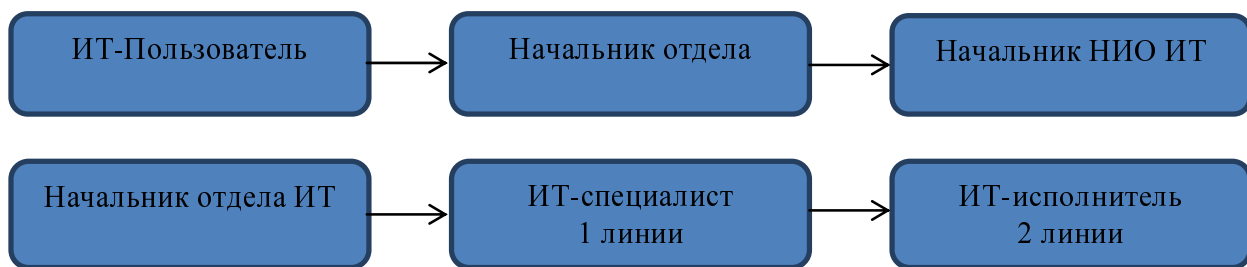 ИТ-Пользователь
Начальник отдела
Начальник НИО ИТ
Начальник отдела ИТ
ИТ-специалист
1 линии
ИТ-исполнитель
2 линии